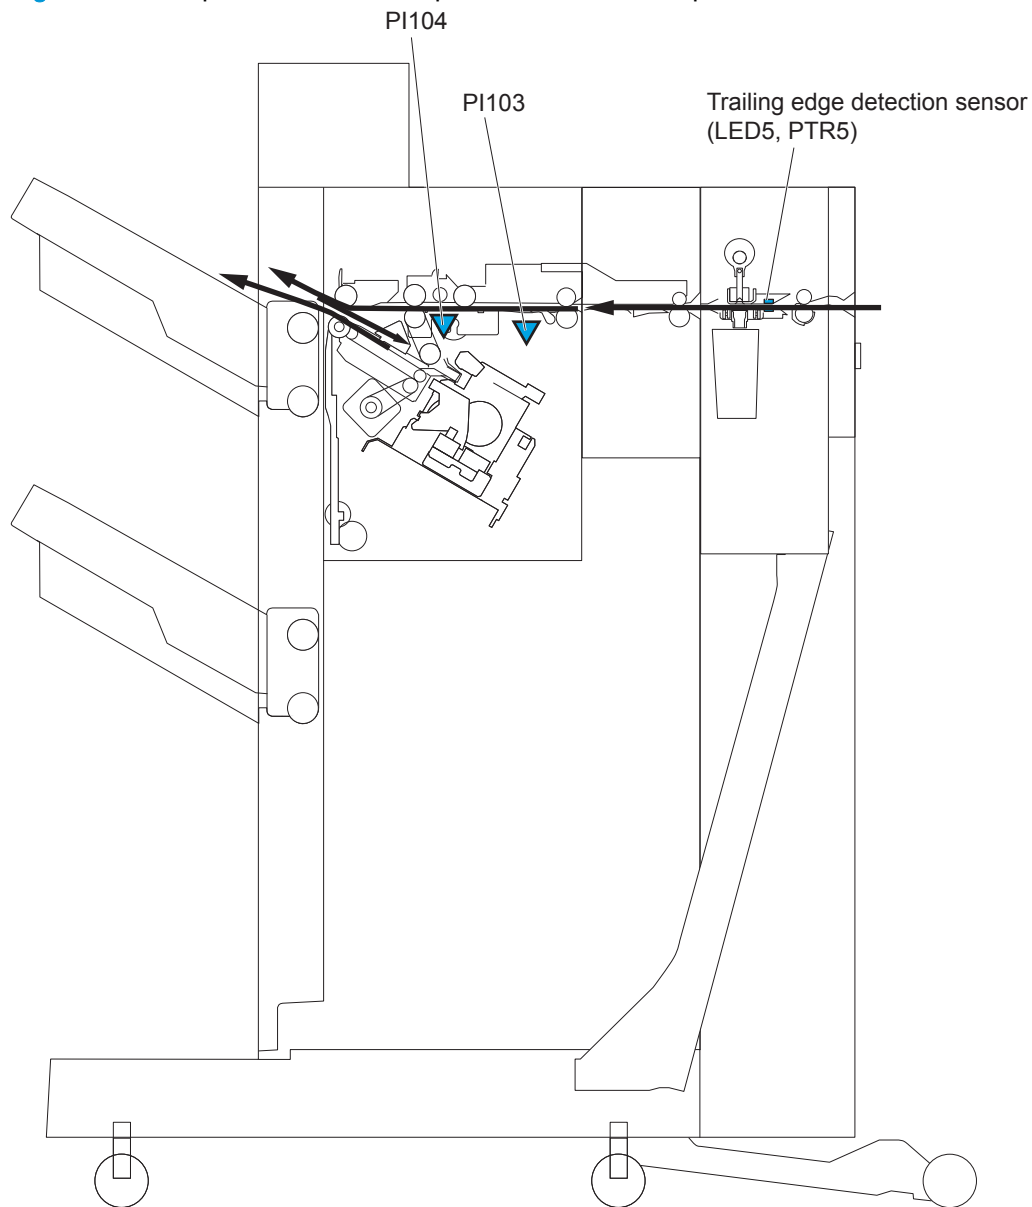 PI104
PI103
Trailing edge detection sensor
(LED5, PTR5)